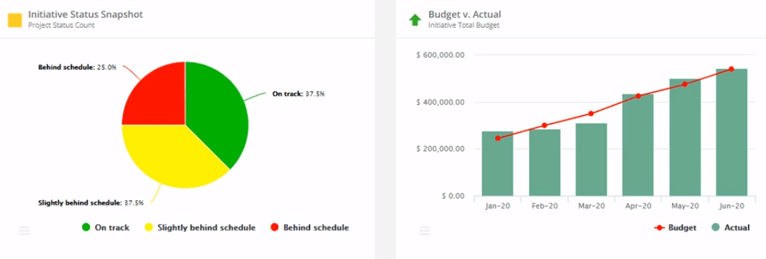 Initiative Status Snapshot
Project Status Count
Behind schedule: 25.0%
On track: 37.5%
Slightly behind schedule: 37.5%
On track Slightly behind schedule Behind schedule
Budget v. Actual
Initiative Total Budget
$ 600,000.00
$ 400,000.00
$ 200,000.00
$ 0.00
Jan-20 Feb-20 Mar-20 Apr-20 May-20 Jun-20
Budget Actual